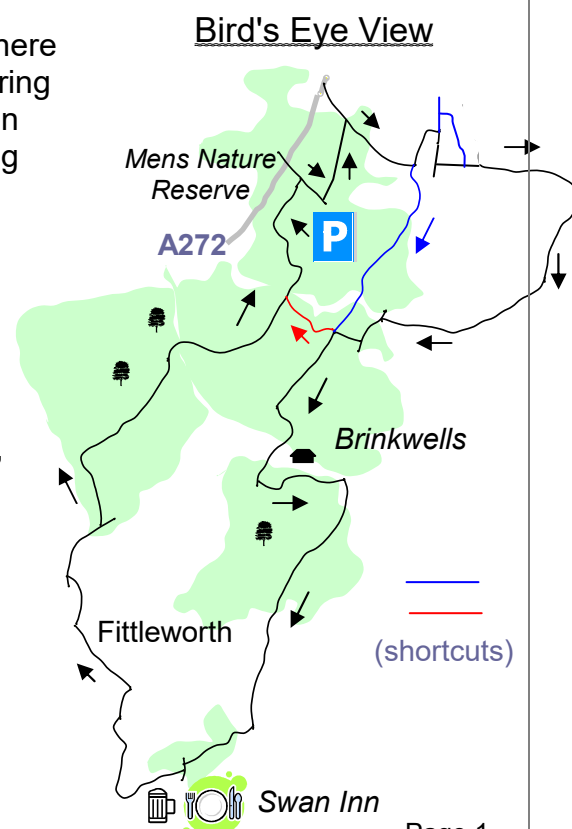 Bird's Eye View
here
ring
n
g
Mens Nature
Reserve
A272
P
Brinkwells
Fittleworth
(shortcuts)
Swan Inn
Page 1